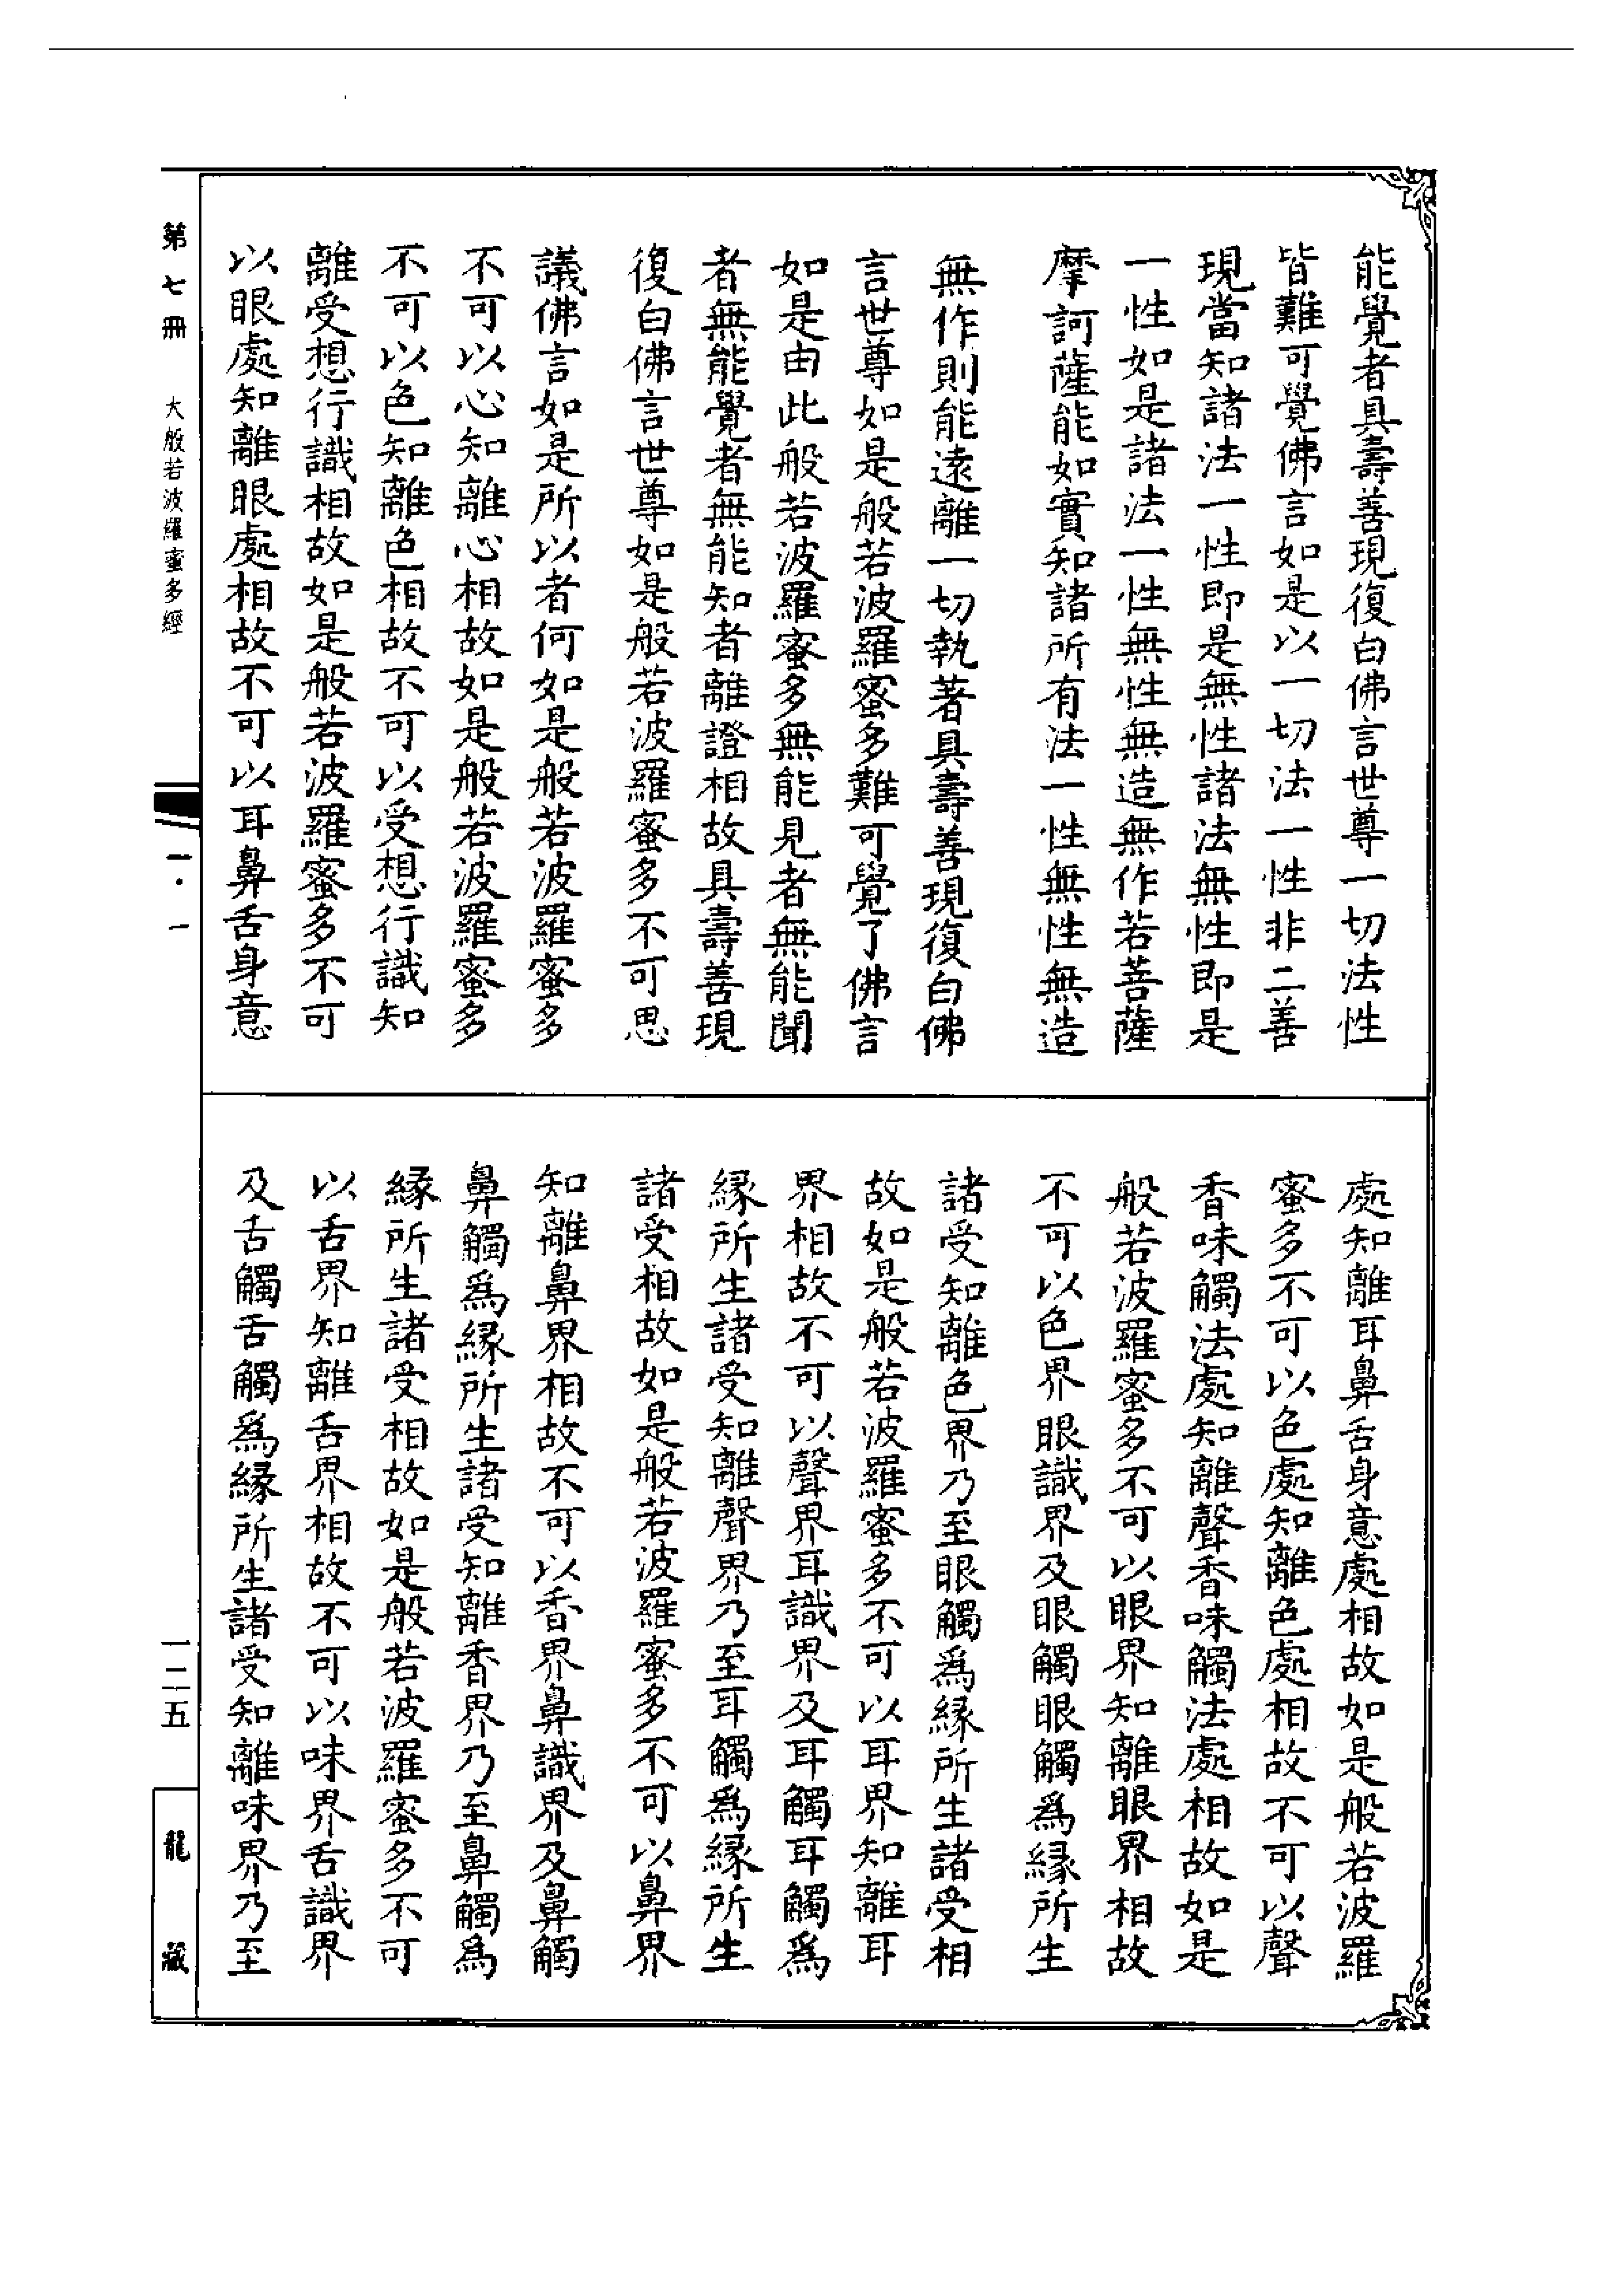 能覺者具壽善現復白佛言世尊一切法性
皆難可覺佛言如是以一切法一性非二善
現當知諸法一性即是無性諸法無性即是
一性如是諸法一性無性無造無作若菩薩
摩訶薩能如實知諸所有法一性無性無造
無作則能遠離一切執著具壽善現復白佛
言世尊如是般若波羅蜜多難可覺了佛言
如是由此般若波羅蜜多無能見者無能聞
者無能覺者無能知者離證相故具壽善現
復白佛言世尊如是般若波羅蜜多不可思
議佛言如是所以者何如是般若波羅蜜多
不可以心知離心相故如是般若波羅蜜多
不可以色知離色相故不可以受想行識知
離受想行識相故如是般若波羅蜜多不可
以眼處知離眼處相故不可以耳鼻舌身意
處知離耳鼻舌身意處相故如是般若波羅
蜜多不可以色處知離色處相故不可以聲
香味觸法處知離聲香味觸法處相故如是
般若波羅蜜多不可以眼界知離眼界相故
不可以色界眼識界及眼觸眼觸爲縁所生
諸受知離色界乃至眼觸爲縁所生諸受相
故如是般若波羅蜜多不可以耳界知離耳
界相故不可以聲界耳識界及耳觸耳觸爲
縁所生諸受知離聲界乃至耳觸爲縁所生
諸受相故如是般若波羅蜜多不可以鼻界
知離鼻界相故不可以香界鼻識界及鼻觸
鼻觸爲縁所生諸受知離香界乃至鼻觸爲
縁所生諸受相故如是般若波羅蜜多不可
以舌界知離舌界相故不可以味界舌識界
及舌觸舌觸爲縁所生諸受知離味界乃至
第七冊 大般若波羅蜜多經 一·一 一二五 龍藏